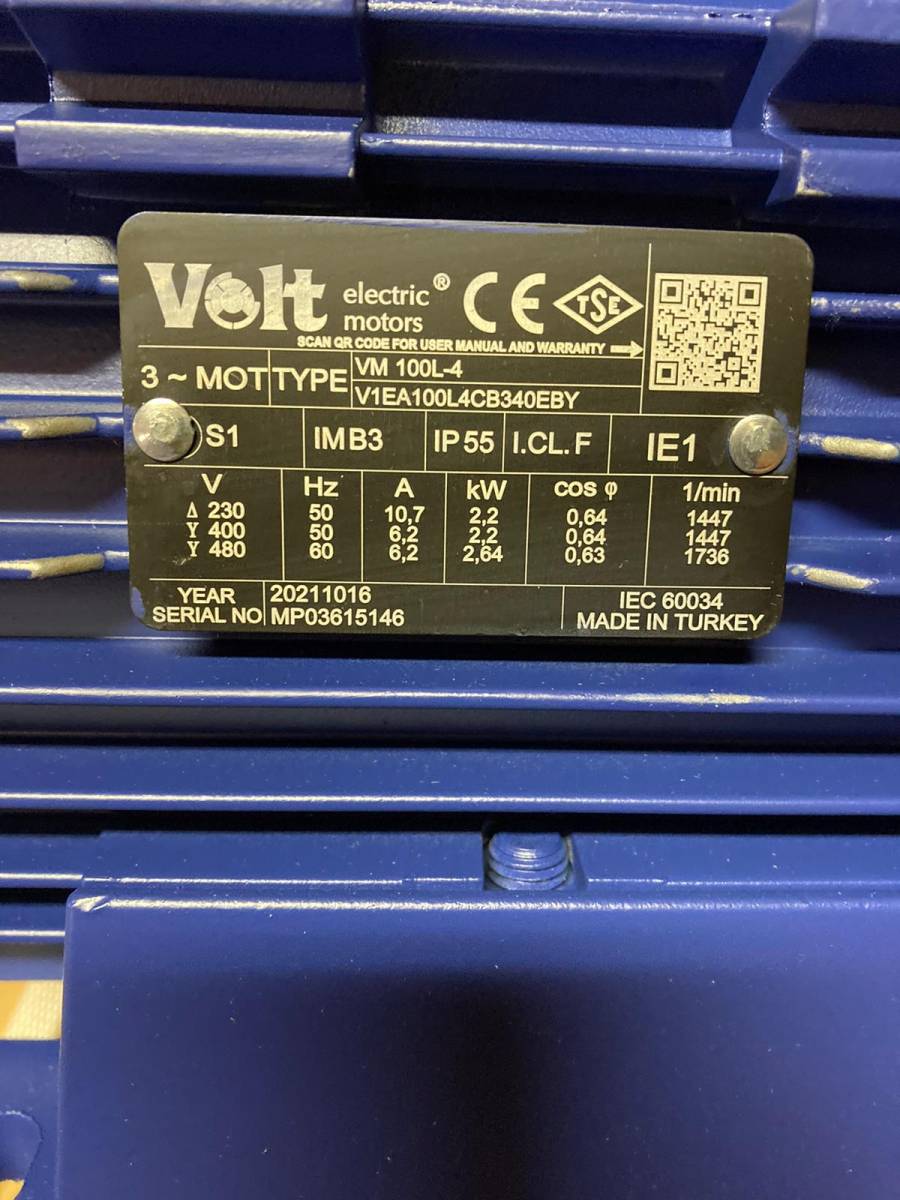 Volt electric motors ® CE TSE
SCAN QR CODE FOR USER MANUAL AND WARRANTY
3 ~ MOT TYPE VM 100L-4
V1EA100L4CB340EBY
S1 IM B3 IP 55 I.CL. F IE1
V Hz A kW cos φ 1/min
Δ 230 50 10,7 2,2 0,64 1447
Y 400 50 6,2 2,2 0,64 1447
Y 480 60 6,2 2,64 0,63 1736
YEAR 20211016 IEC 60034
SERIAL NO MP03615146 MADE IN TURKEY